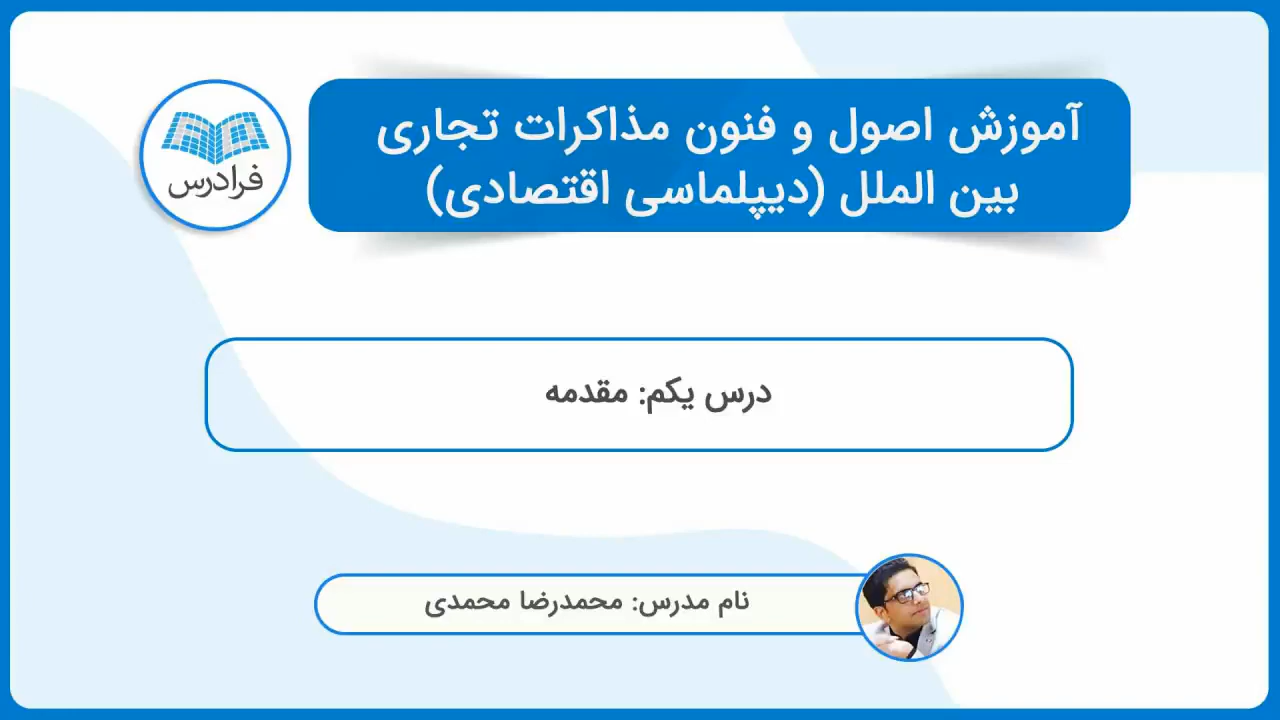 آموزش اصول و فنون مذاکرات تجاری
بین الملل (دیپلماسی اقتصادی)
فرادرس
درس یکم: مقدمه
نام مدرس: محمدرضا محمدی